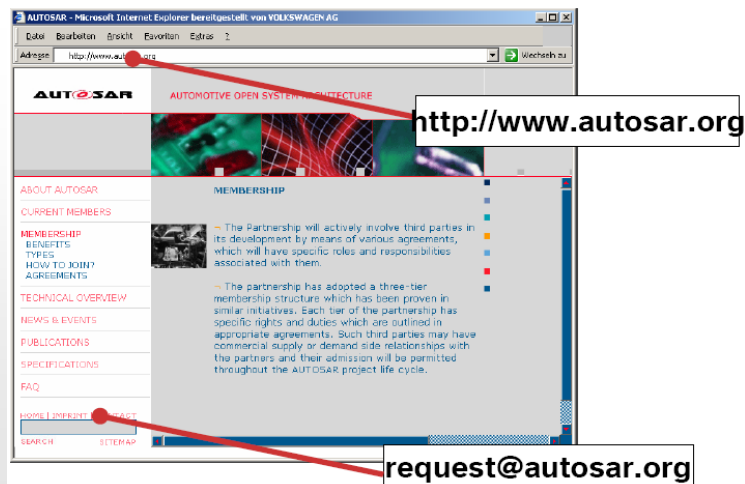 AUTOSAR - Microsoft Internet Explorer bereitgestellt von VOLKSWAGEN AG
Datei Bearbeiten Ansicht Favoriten Extras ?
Adresse http://www.autosar.org Wechseln zu
AUTOSAR
AUTOMOTIVE OPEN SYSTEM ARCHITECTURE
http://www.autosar.org
ABOUT AUTOSAR
CURRENT MEMBERS
MEMBERSHIP
BENEFITS
TYPES
HOW TO JOIN?
AGREEMENTS
TECHNICAL OVERVIEW
NEWS & EVENTS
PUBLICATIONS
SPECIFICATIONS
FAQ
HOME | IMPRINT | CONTACT
SEARCH SITEMAP
MEMBERSHIP
¬ The Partnership will actively involve third parties in
its development by means of various agreements,
which will have specific roles and responsibilities
associated with them.
¬ The partnership has adopted a three-tier
membership structure which has been proven in
similar initiatives. Each tier of the partnership has
specific rights and duties which are outlined in
appropriate agreements. Such third parties may have
commercial supply or demand side relationships with
the partners and their admission will be permitted
throughout the AUTOSAR project life cycle.
request@autosar.org